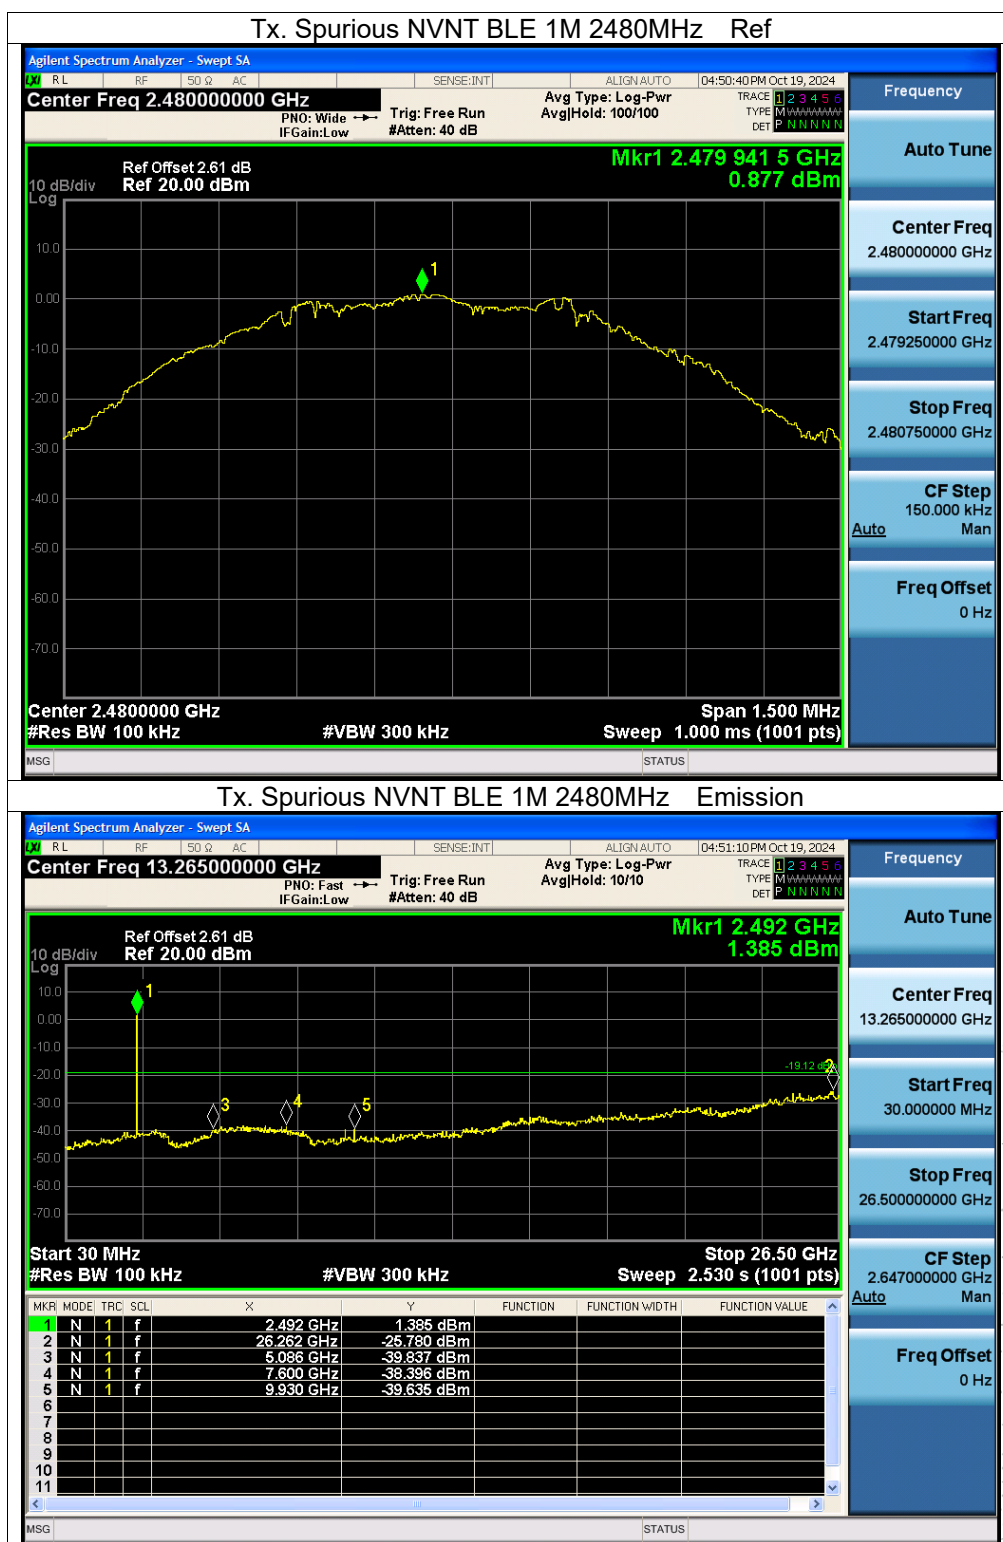 Tx. Spurious NVNT BLE 1M 2480MHz Ref
Agilent Spectrum Analyzer - Swept SA
LXI RL RF 50 Ω AC SENSE:INT ALIGN AUTO 04:50:40 PM Oct 19, 2024
Center Freq 2.480000000 GHz
PNO: Wide
IFGain:Low
Trig: Free Run
#Atten: 40 dB
Avg Type: Log-Pwr
Avg|Hold: 100/100
TRACE 1 2 3 4 5 6
TYPE M
DET P N N N N N
Frequency
Auto Tune
Center Freq
2.480000000 GHz
Start Freq
2.479250000 GHz
Stop Freq
2.480750000 GHz
CF Step
150.000 kHz
Auto Man
Freq Offset
0 Hz
Mkr1 2.479 941 5 GHz
0.877 dBm
Ref Offset 2.61 dB
10 dB/div Ref 20.00 dBm
Log
10.0
1
0.00
-10.0
-20.0
-30.0
-40.0
-50.0
-60.0
-70.0
Center 2.4800000 GHz Span 1.500 MHz
#Res BW 100 kHz #VBW 300 kHz Sweep 1.000 ms (1001 pts)
MSG STATUS
Tx. Spurious NVNT BLE 1M 2480MHz Emission
Agilent Spectrum Analyzer - Swept SA
LXI RL RF 50 Ω AC SENSE:INT ALIGN AUTO 04:51:10 PM Oct 19, 2024
Center Freq 13.265000000 GHz
PNO: Fast
IFGain:Low
Trig: Free Run
#Atten: 40 dB
Avg Type: Log-Pwr
Avg|Hold: 10/10
TRACE 1 2 3 4 5 6
TYPE M
DET P N N N N N
Frequency
Auto Tune
Center Freq
13.265000000 GHz
Start Freq
30.000000 MHz
Stop Freq
26.500000000 GHz
CF Step
2.647000000 GHz
Auto Man
Freq Offset
0 Hz
Mkr1 2.492 GHz
1.385 dBm
Ref Offset 2.61 dB
10 dB/div Ref 20.00 dBm
Log
10.0
1
0.00
-10.0
-19.12
2
-20.0
-30.0
3 4 5
-40.0
-50.0
-60.0
-70.0
Start 30 MHz Stop 26.50 GHz
#Res BW 100 kHz #VBW 300 kHz Sweep 2.530 s (1001 pts)
MKR MODE TRC SCL X Y FUNCTION FUNCTION WIDTH FUNCTION VALUE
1 N 1 f 2.492 GHz 1.385 dBm
2 N 1 f 26.262 GHz -25.780 dBm
3 N 1 f 5.086 GHz -39.837 dBm
4 N 1 f 7.600 GHz -38.396 dBm
5 N 1 f 9.930 GHz -39.635 dBm
6
7
8
9
10
11
MSG STATUS